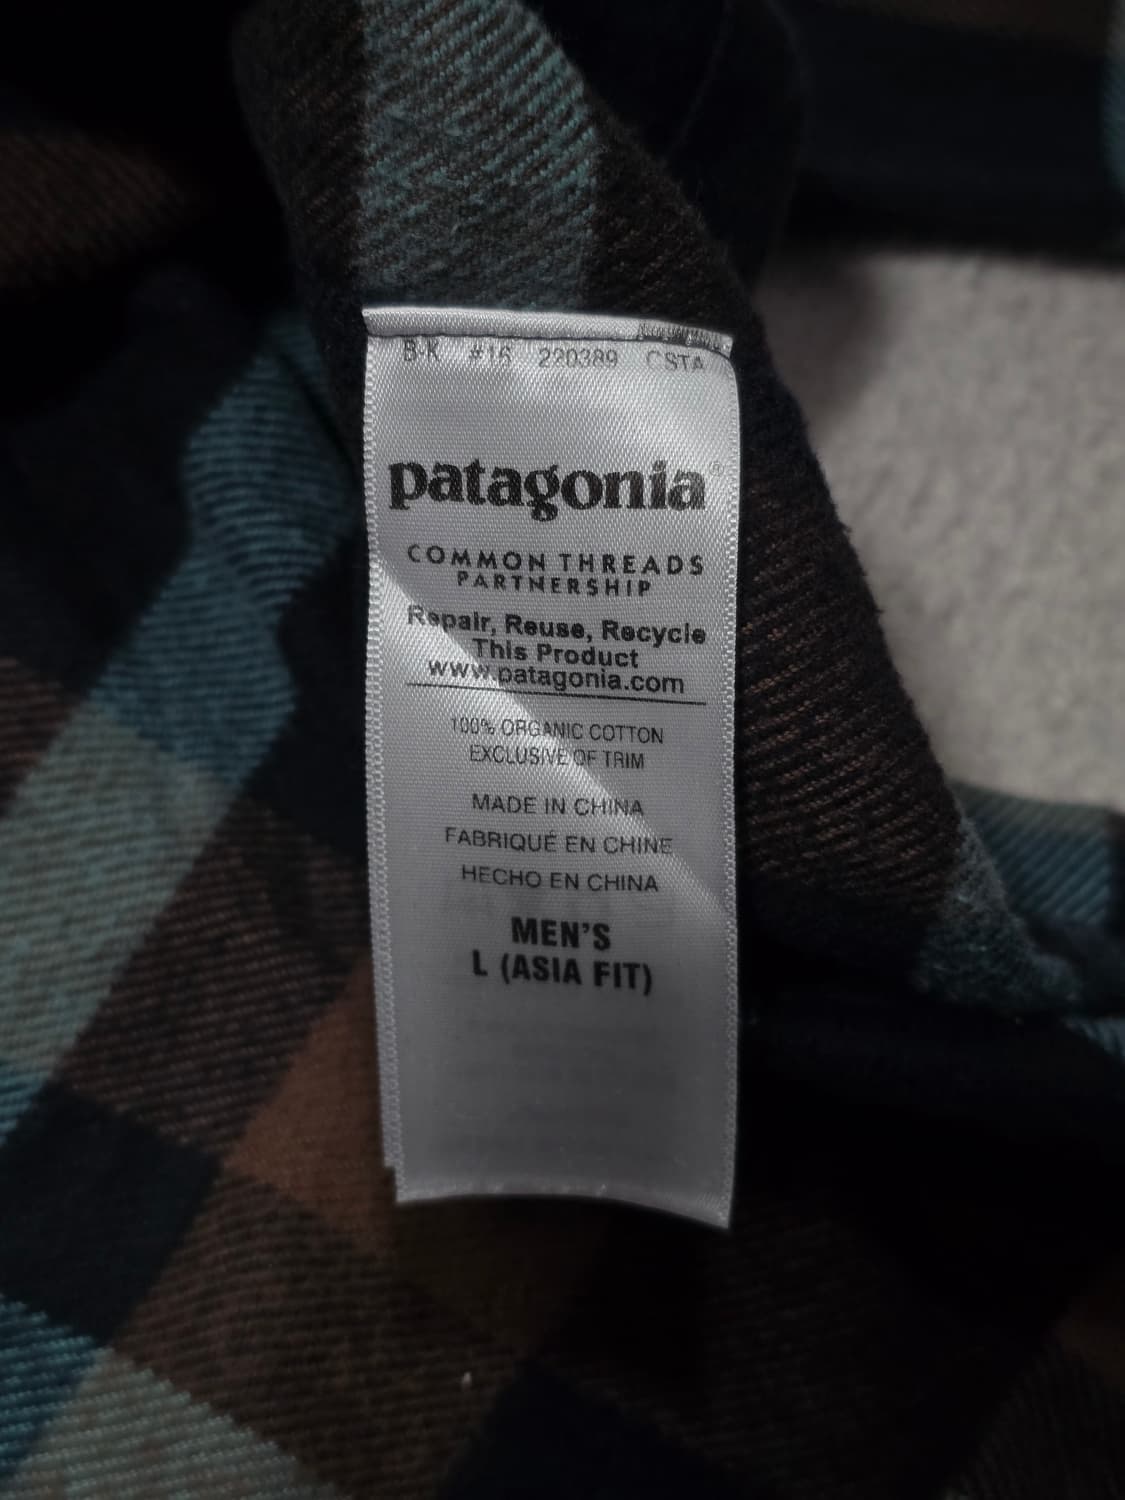 B-K #16 220389 CSTA
patagonia®
COMMON THREADS
PARTNERSHIP
Repair, Reuse, Recycle
This Product
www.patagonia.com
100% ORGANIC COTTON
EXCLUSIVE OF TRIM
MADE IN CHINA
FABRIQUÉ EN CHINE
HECHO EN CHINA
MEN'S
L (ASIA FIT)